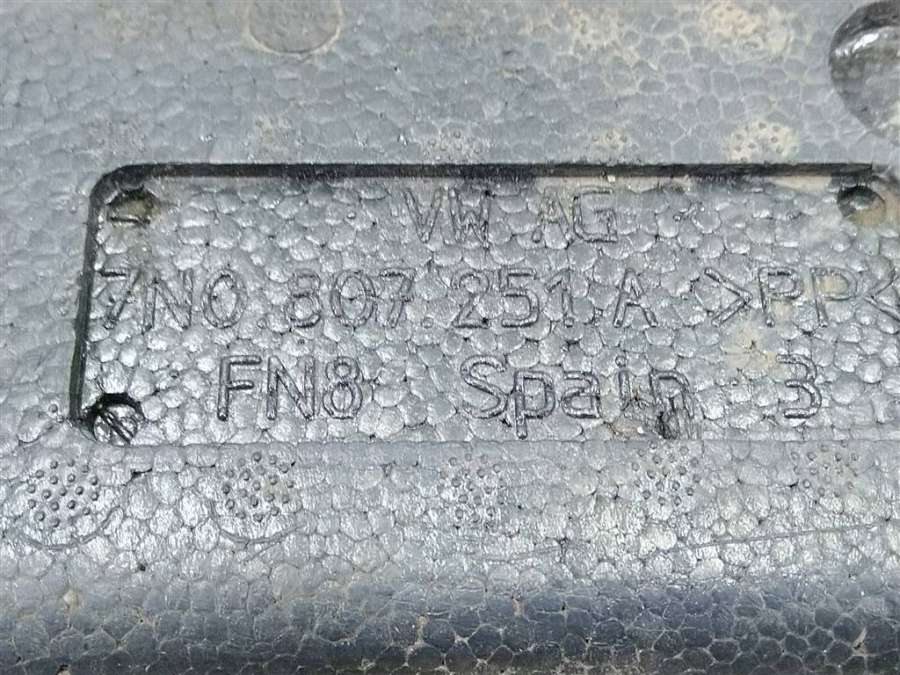 VW AG
7N0.807.251.A >PP<
FN8 Spain 3